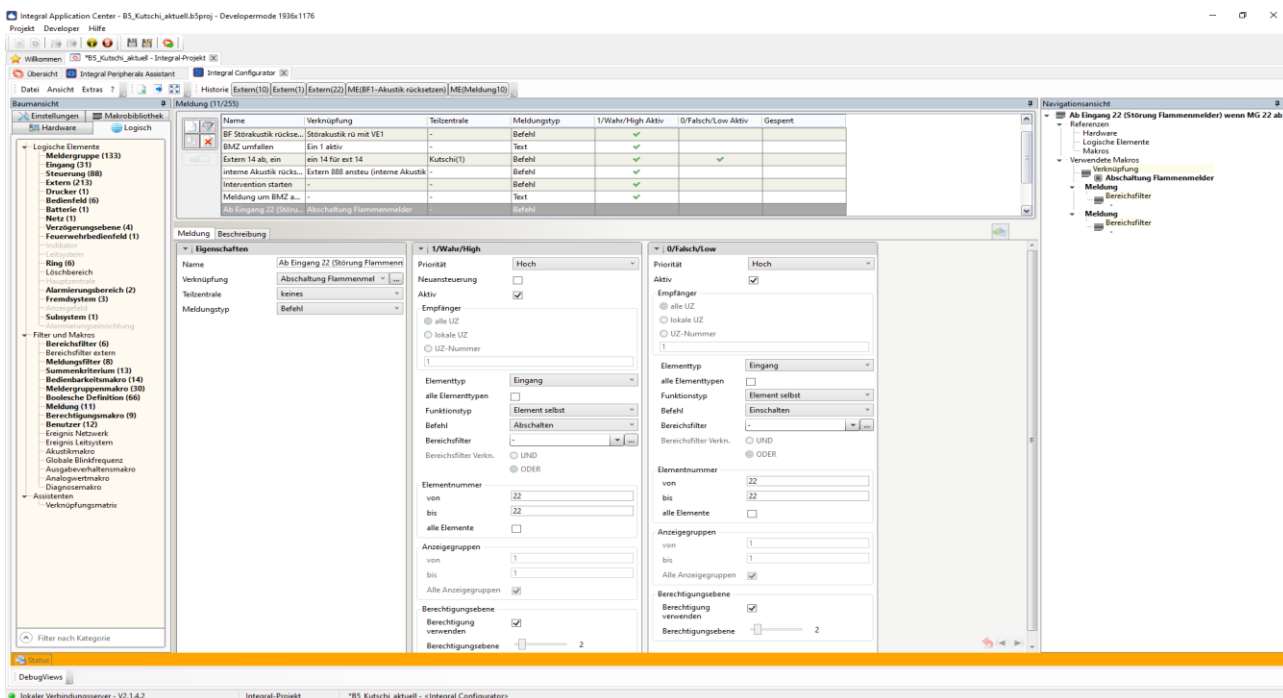 Integral Application Center - B5_Kutschi_aktuell.b5proj - Developermode 1936x1176
Projekt Developer Hilfe
Willkommen *B5_Kutschi_aktuell - Integral-Projekt
Übersicht Integral Peripherals Assistant Integral Configurator
Datei Ansicht Extras ? Historie Extern(10) Extern(1) Extern(22) ME(BF1-Akustik rücksetzen) ME(Meldung10)
Baumansicht
Einstellungen Makrobibliothek
Hardware Logisch
Logische Elemente
Meldergruppe (133)
Eingang (31)
Steuerung (88)
Extern (213)
Drucker (1)
Bedienfeld (6)
Batterie (1)
Netz (1)
Verzögerungsebene (4)
Feuerwehrbedienfeld (1)
Indikator
Leitsystem
Ring (6)
Löschbereich
Hauptzentrale
Alarmierungsbereich (2)
Fremdsystem (3)
Anzeigefeld
Subsystem (1)
Alarmierungseinrichtung
Filter und Makros
Bereichsfilter (6)
Bereichsfilter extern
Meldungsfilter (8)
Summenkriterium (13)
Bedienbarkeitsmakro (14)
Meldergruppenmakro (30)
Boolesche Definition (66)
Meldung (11)
Berechtigungsmakro (9)
Benutzer (12)
Ereignis Netzwerk
Ereignis Leitsystem
Akustikmakro
Globale Blinkfrequenz
Ausgabeverhaltensmakro
Analogwertmakro
Diagnosemakro
Assistenten
Verknüpfungsmatrix
Filter nach Kategorie
Meldung (11/255)
Name Verknüpfung Teilzentrale Meldungstyp 1/Wahr/High Aktiv 0/Falsch/Low Aktiv Gesperrt
BF Störakustik rückse... Störakustik rü mit VE1 - Befehl
BMZ umfallen Ein 1 aktiv - Text
Extern 14 ab, ein ein 14 für ext 14 Kutschi(1) Befehl
interne Akustik rücks... Extern 888 ansteu (interne Akustik - Befehl
Intervention starten - - Befehl
Meldung um BMZ a... - - Text
Ab Eingang 22 (Störu... Abschaltung Flammenmelder - Befehl
Meldung Beschreibung
Eigenschaften
Name Ab Eingang 22 (Störung Flammenn
Verknüpfung Abschaltung Flammenmel ...
Teilzentrale keines
Meldungstyp Befehl
1/Wahr/High
Priorität Hoch
Neuansteuerung
Aktiv
Empfänger
alle UZ
lokale UZ
UZ-Nummer
1
Elementtyp Eingang
alle Elementtypen
Funktionstyp Element selbst
Befehl Abschalten
Bereichsfilter - ...
Bereichsfilter Verkn. UND
ODER
Elementnummer
von 22
bis 22
alle Elemente
Anzeigegruppen
von 1
bis 1
Alle Anzeigegruppen
Berechtigungsebene
Berechtigung
verwenden
Berechtigungsebene 2
0/Falsch/Low
Priorität Hoch
Aktiv
Empfänger
alle UZ
lokale UZ
UZ-Nummer
1
Elementtyp Eingang
alle Elementtypen
Funktionstyp Element selbst
Befehl Einschalten
Bereichsfilter - ...
Bereichsfilter Verkn. UND
ODER
Elementnummer
von 22
bis 22
alle Elemente
Anzeigegruppen
von 1
bis 1
Alle Anzeigegruppen
Berechtigungsebene
Berechtigung
verwenden
Berechtigungsebene 2
Navigationsansicht
Ab Eingang 22 (Störung Flammenmelder) wenn MG 22 ab
Referenzen
Hardware
Logische Elemente
Makros
Verwendete Makros
Verknüpfung
Abschaltung Flammenmelder
Meldung
Bereichsfilter
-
Meldung
Bereichsfilter
-
Status
DebugViews
lokaler Verbindungsserver - V2.1.4.2 Integral-Projekt *B5_Kutschi_aktuell - <Integral Configurator>